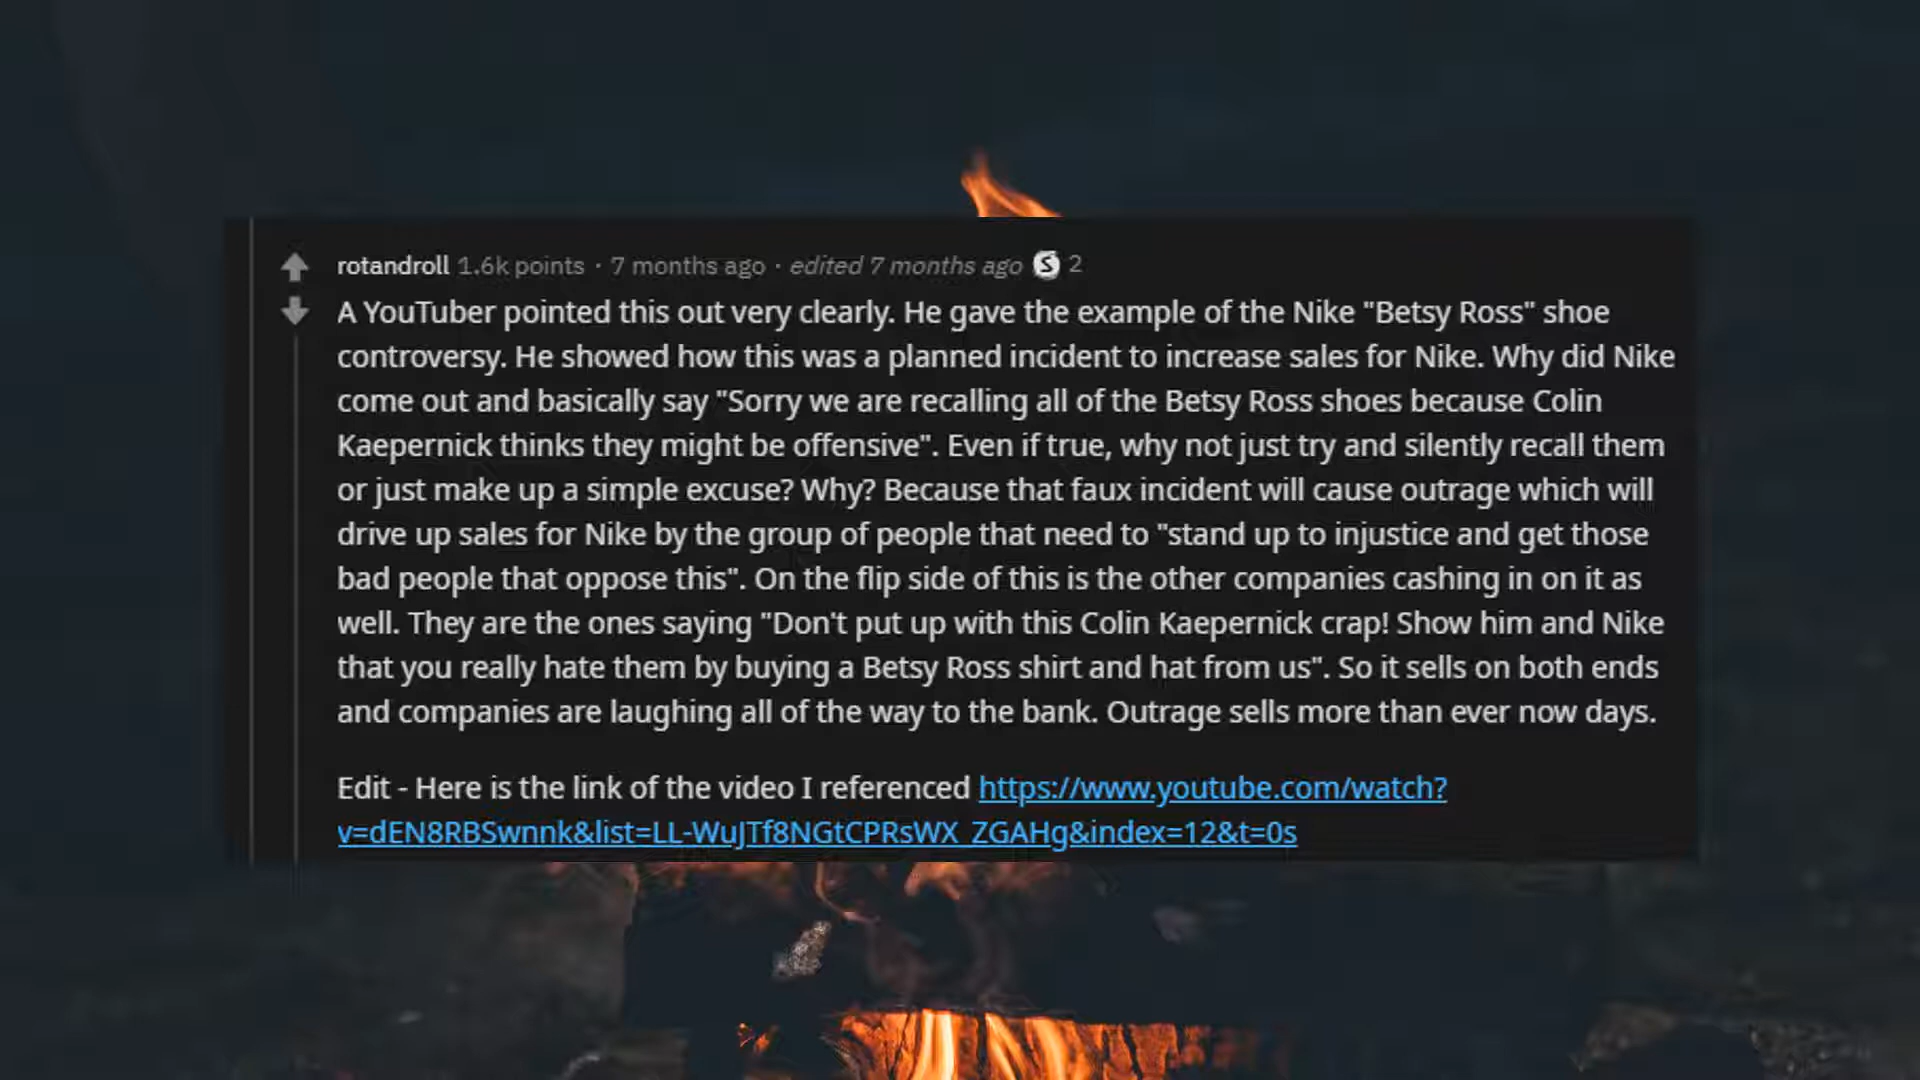 rotandroll 1.6k points · 7 months ago · edited 7 months ago S 2
A YouTuber pointed this out very clearly. He gave the example of the Nike "Betsy Ross" shoe
controversy. He showed how this was a planned incident to increase sales for Nike. Why did Nike
come out and basically say "Sorry we are recalling all of the Betsy Ross shoes because Colin
Kaepernick thinks they might be offensive". Even if true, why not just try and silently recall them
or just make up a simple excuse? Why? Because that faux incident will cause outrage which will
drive up sales for Nike by the group of people that need to "stand up to injustice and get those
bad people that oppose this". On the flip side of this is the other companies cashing in on it as
well. They are the ones saying "Don't put up with this Colin Kaepernick crap! Show him and Nike
that you really hate them by buying a Betsy Ross shirt and hat from us". So it sells on both ends
and companies are laughing all of the way to the bank. Outrage sells more than ever now days.
Edit - Here is the link of the video I referenced https://www.youtube.com/watch?
v=dEN8RBSwnnk&list=LL-WuJTf8NGtCPRsWX_ZGAHg&index=12&t=0s